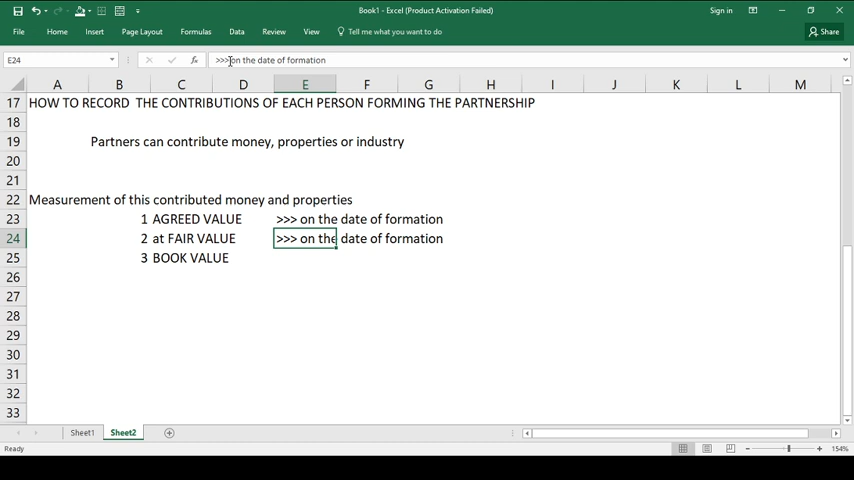 Book1 - Excel (Product Activation Failed)
Sign in
File Home Insert Page Layout Formulas Data Review View Tell me what you want to do Share
E24 fx >>> on the date of formation
A B C D E F G H I J K L M
17 HOW TO RECORD THE CONTRIBUTIONS OF EACH PERSON FORMING THE PARTNERSHIP
18
19 Partners can contribute money, properties or industry
20
21
22 Measurement of this contributed money and properties
23 1 AGREED VALUE >>> on the date of formation
24 2 at FAIR VALUE >>> on the date of formation
25 3 BOOK VALUE
26
27
28
29
30
31
32
33
Sheet1 Sheet2
Ready 154%